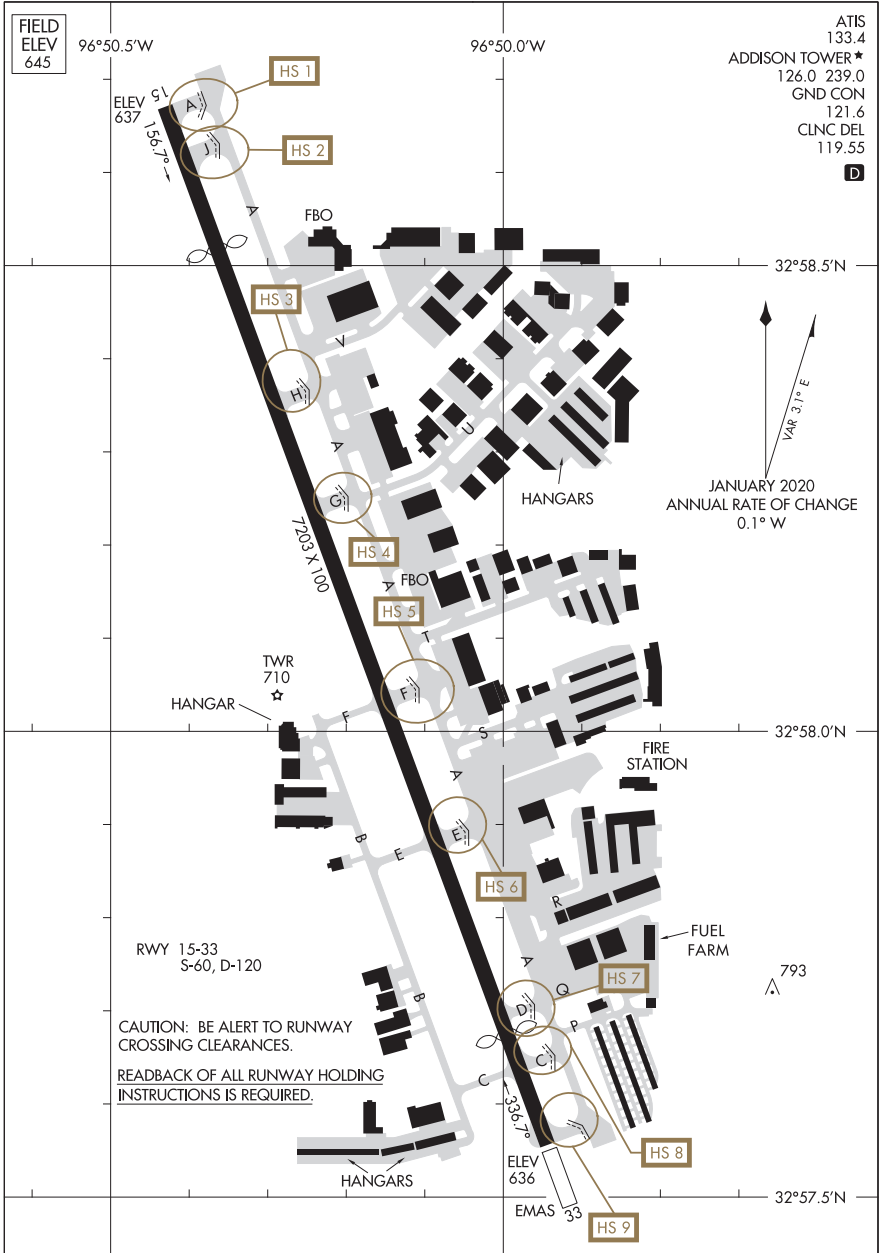 FIELD
ELEV
645
96°50.5'W
96°50.0'W
ATIS
133.4
ADDISON TOWER★
126.0 239.0
GND CON
121.6
CLNC DEL
119.55
D
HS 1
ELEV
637
15
A
156.7°
J
HS 2
A
FBO
32°58.5'N
HS 3
V
H
VAR 3.1° E
A
U
G
HANGARS
JANUARY 2020
ANNUAL RATE OF CHANGE
0.1° W
7203 X 100
HS 4
A
FBO
HS 5
T
TWR
710
F
HANGAR
F
S
32°58.0'N
FIRE
STATION
A
B
E
E
HS 6
R
RWY 15-33
S-60, D-120
FUEL
FARM
A
HS 7
Q
793
B
D
P
CAUTION: BE ALERT TO RUNWAY
CROSSING CLEARANCES.
C
C
READBACK OF ALL RUNWAY HOLDING
INSTRUCTIONS IS REQUIRED.
336.7°
HS 8
ELEV
636
HANGARS
32°57.5'N
EMAS
33
HS 9